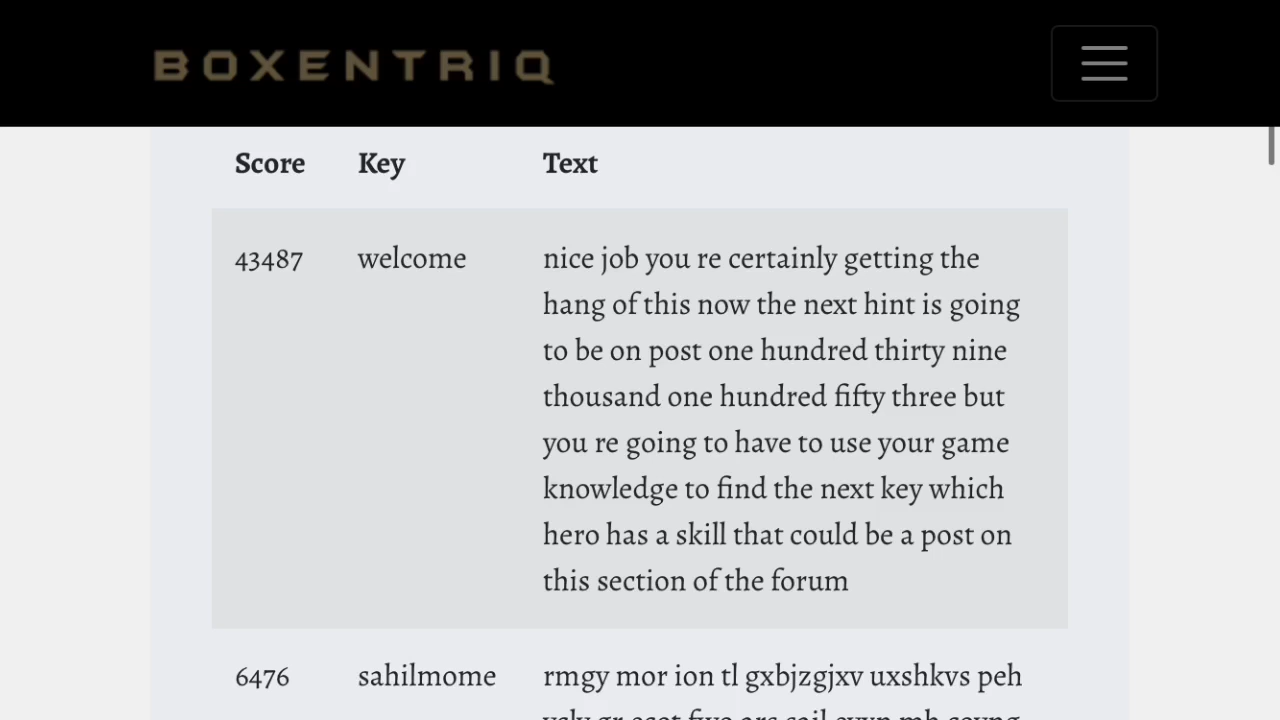 BOXENTRIQ
Score Key Text
43487 welcome nice job you re certainly getting the
hang of this now the next hint is going
to be on post one hundred thirty nine
thousand one hundred fifty three but
you re going to have to use your game
knowledge to find the next key which
hero has a skill that could be a post on
this section of the forum
6476 sahilmome rmgy mor ion tl gxbjzgjxv uxshkvs peh